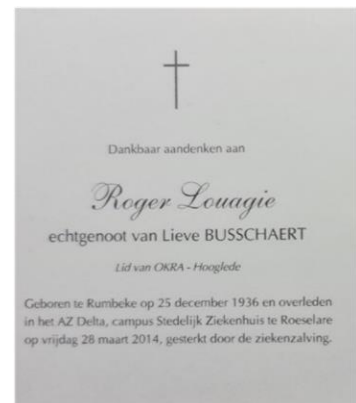 Dankbaar aandenken aan
Roger Louagie
echtgenoot van Lieve BUSSCHAERT
Lid van OKRA - Hooglede
Geboren te Rumbeke op 25 december 1936 en overleden
in het AZ Delta, campus Stedelijk Ziekenhuis te Roeselare
op vrijdag 28 maart 2014, gesterkt door de ziekenzalving.